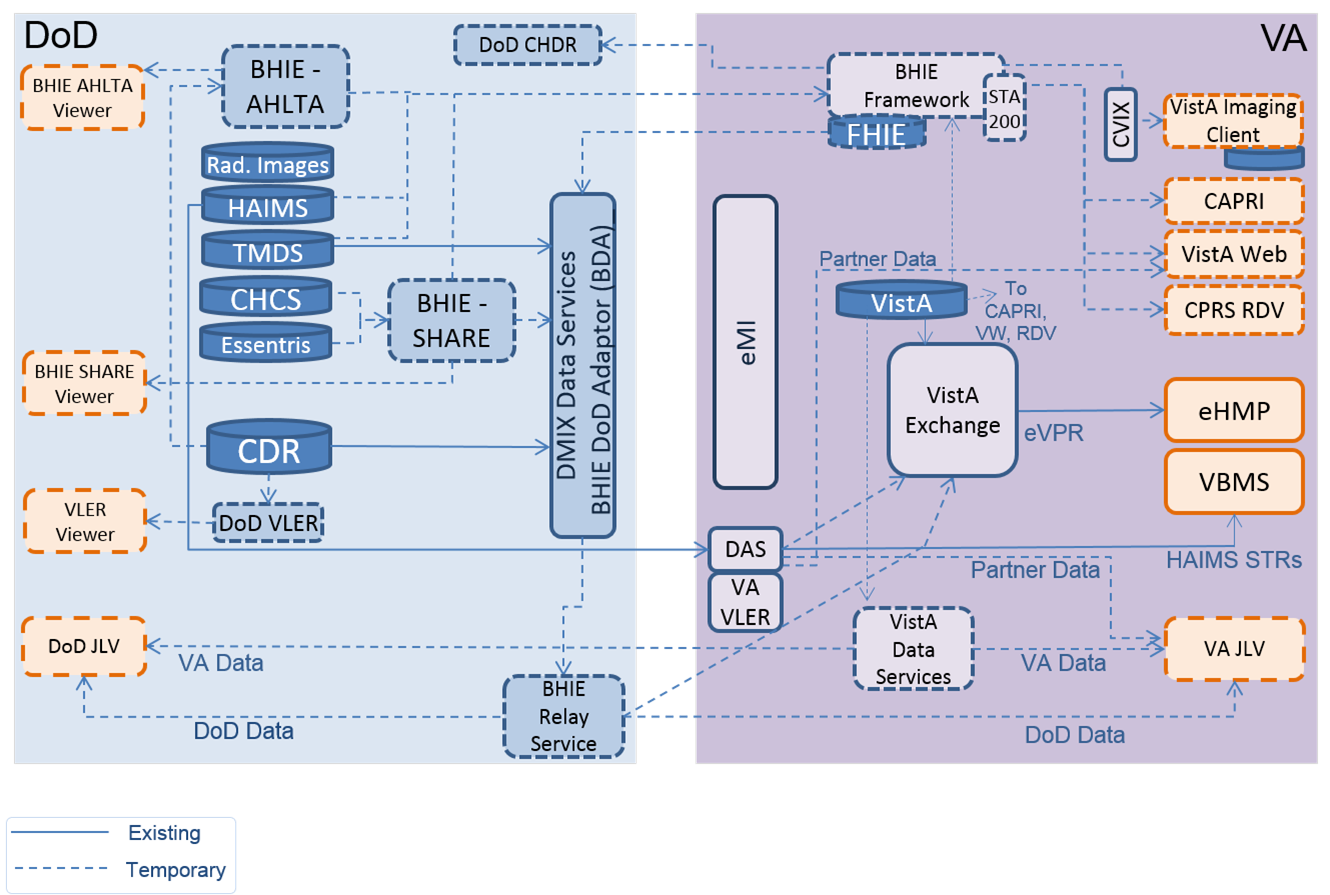 DoD
VA
DoD CHDR
BHIE AHLTA
Viewer
BHIE -
AHLTA
BHIE
Framework
STA
200
FHIE
CVIX
VistA Imaging
Client
Rad. Images
HAIMS
TMDS
CHCS
Essentris
BHIE -
SHARE
DMIX Data Services
BHIE DoD Adaptor (BDA)
eMI
CAPRI
VistA Web
CPRS RDV
Partner Data
VistA
To
CAPRI,
VW, RDV
BHIE SHARE
Viewer
VistA
Exchange
eVPR
eHMP
VBMS
CDR
VLER
Viewer
DoD VLER
DAS
VA
VLER
HAIMS STRs
Partner Data
DoD JLV
VA Data
VistA
Data
Services
VA Data
VA JLV
BHIE
Relay
Service
DoD Data
DoD Data
Existing
Temporary